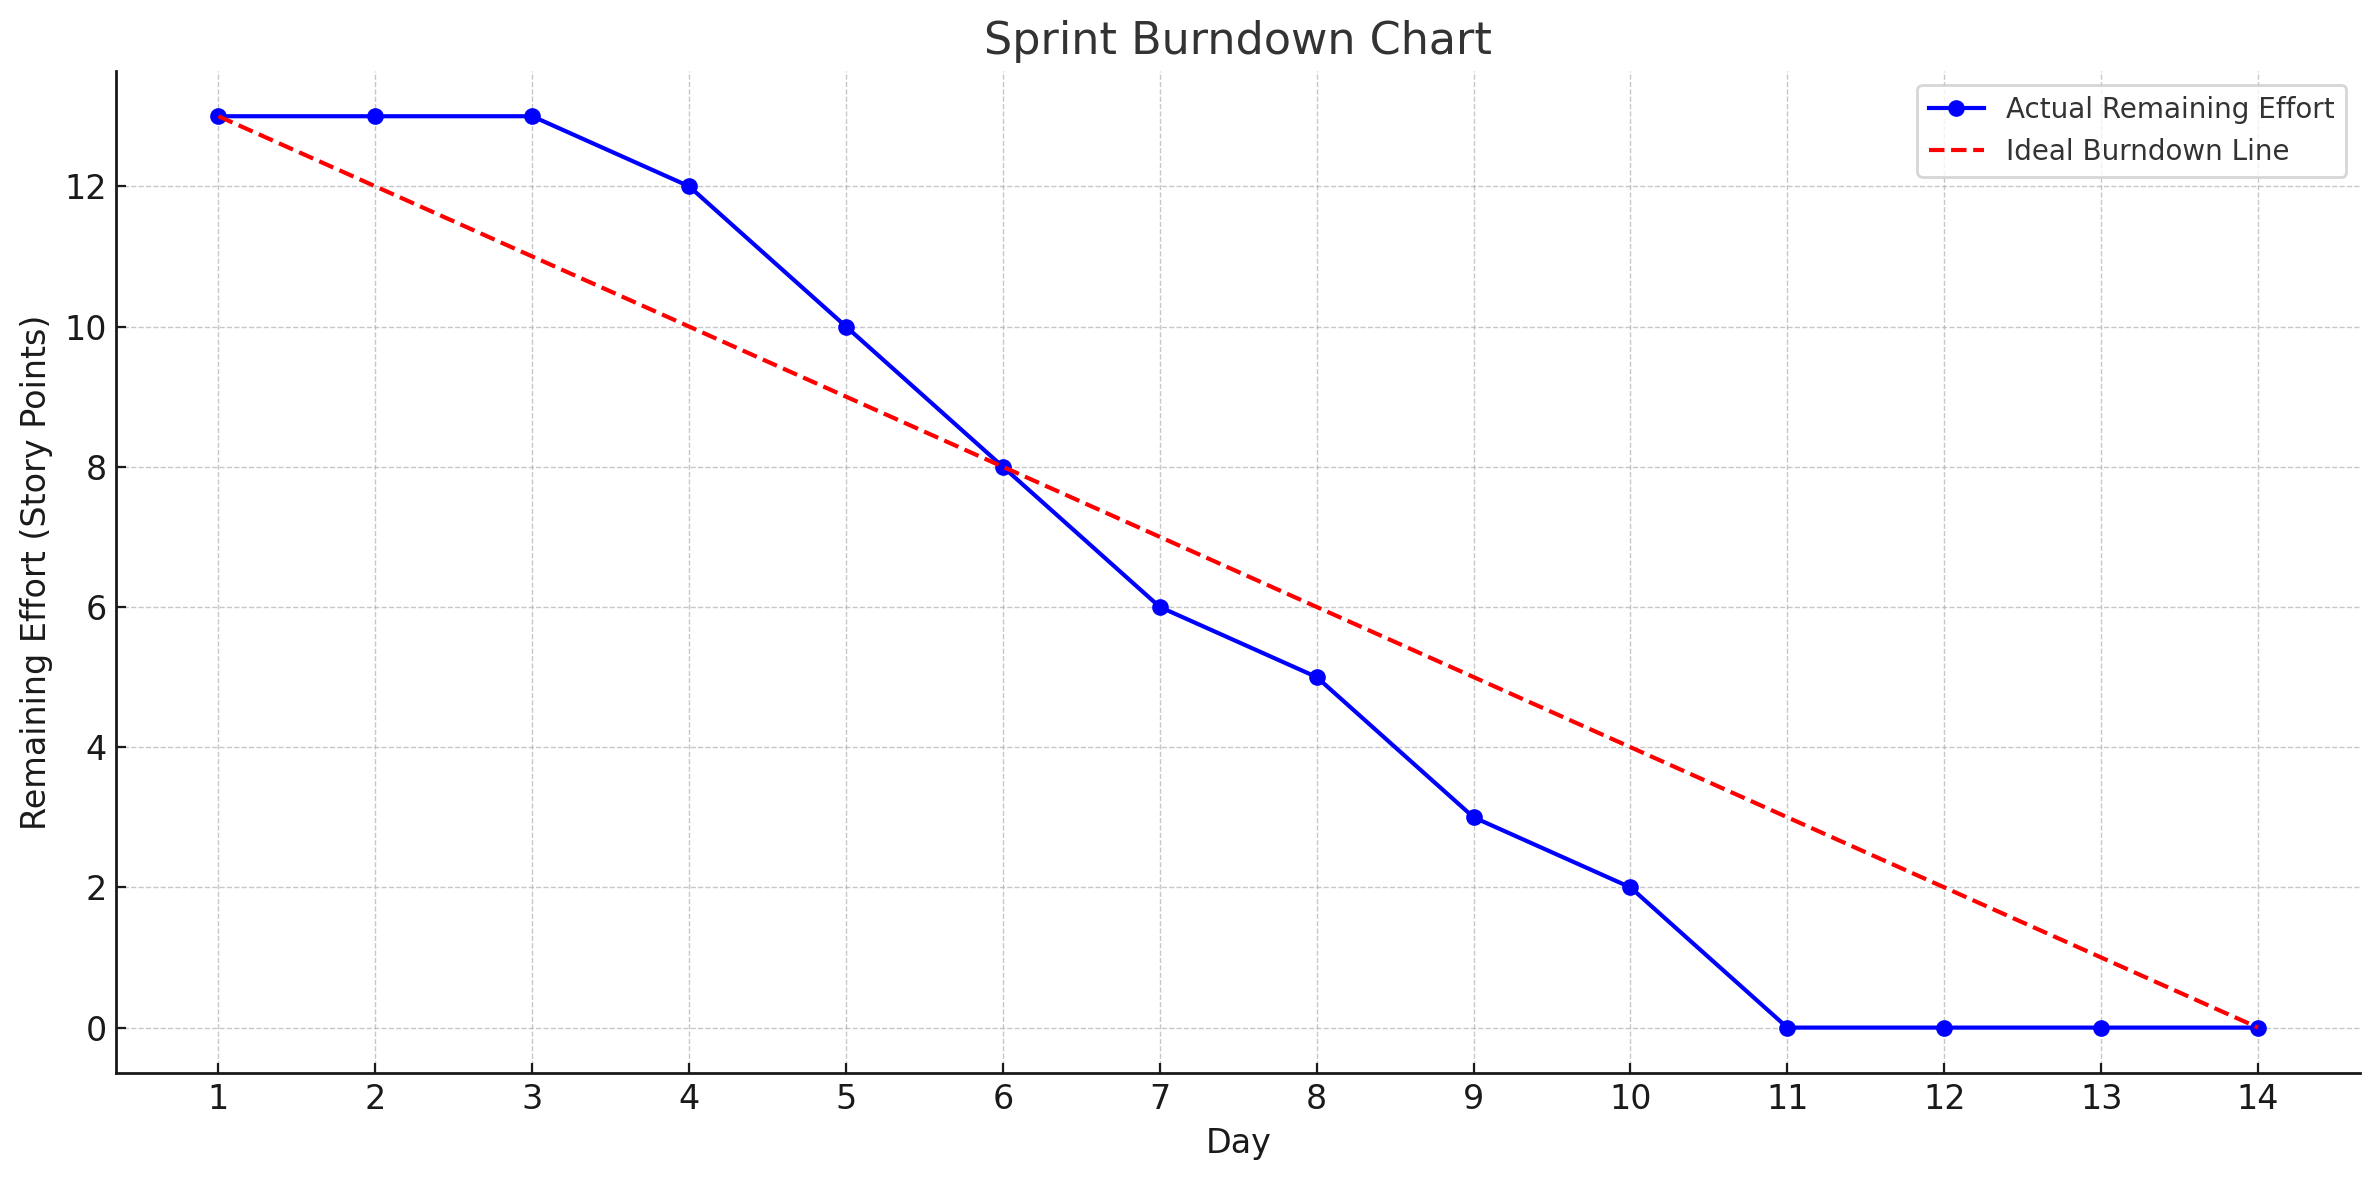 Sprint Burndown Chart
Actual Remaining Effort
Ideal Burndown Line
Remaining Effort (Story Points)
12
10
8
6
4
2
0
1 2 3 4 5 6 7 8 9 10 11 12 13 14
Day